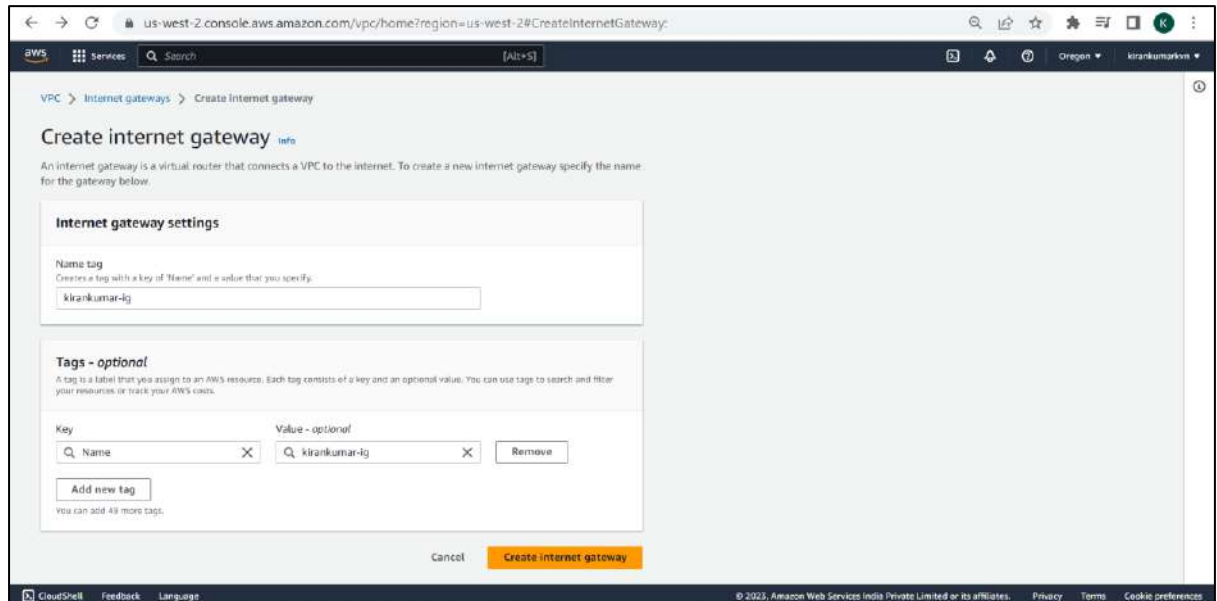 us-west-2.console.aws.amazon.com/vpc/home?region=us-west-2#CreateInternetGateway:
K
aws Services Search [Alt+S] Oregon kirankumarkvn
VPC > Internet gateways > Create internet gateway
Create internet gateway Info
An internet gateway is a virtual router that connects a VPC to the internet. To create a new internet gateway specify the name
for the gateway below.
Internet gateway settings
Name tag
Creates a tag with a key of 'Name' and a value that you specify.
kirankumar-ig
Tags - optional
A tag is a label that you assign to an AWS resource. Each tag consists of a key and an optional value. You can use tags to search and filter
your resources or track your AWS costs.
Key Value - optional
Name kirankumar-ig Remove
Add new tag
You can add 49 more tags.
Cancel Create internet gateway
CloudShell Feedback Language © 2023, Amazon Web Services India Private Limited or its affiliates. Privacy Terms Cookie preferences